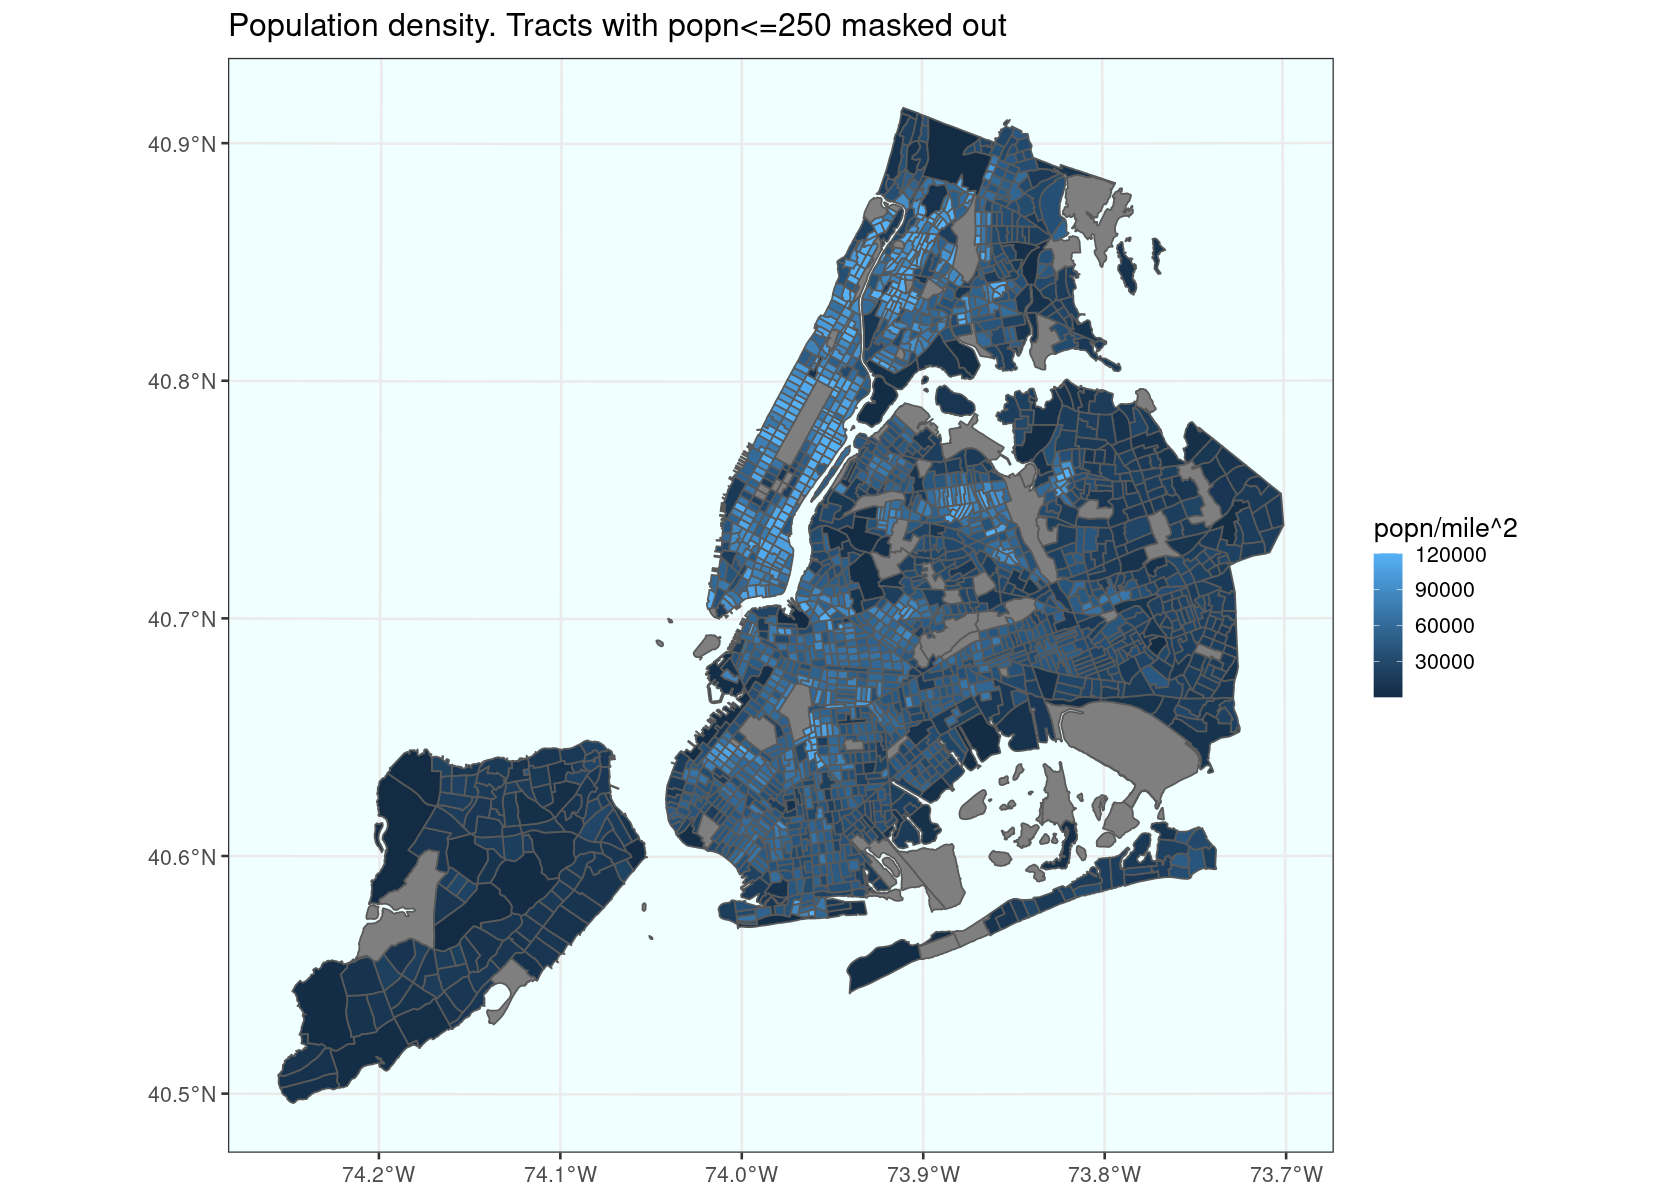 Population density. Tracts with popn<=250 masked out
40.9°N
40.8°N
40.7°N
40.6°N
40.5°N
74.2°W
74.1°W
74.0°W
73.9°W
73.8°W
73.7°W
popn/mile^2
120000
90000
60000
30000